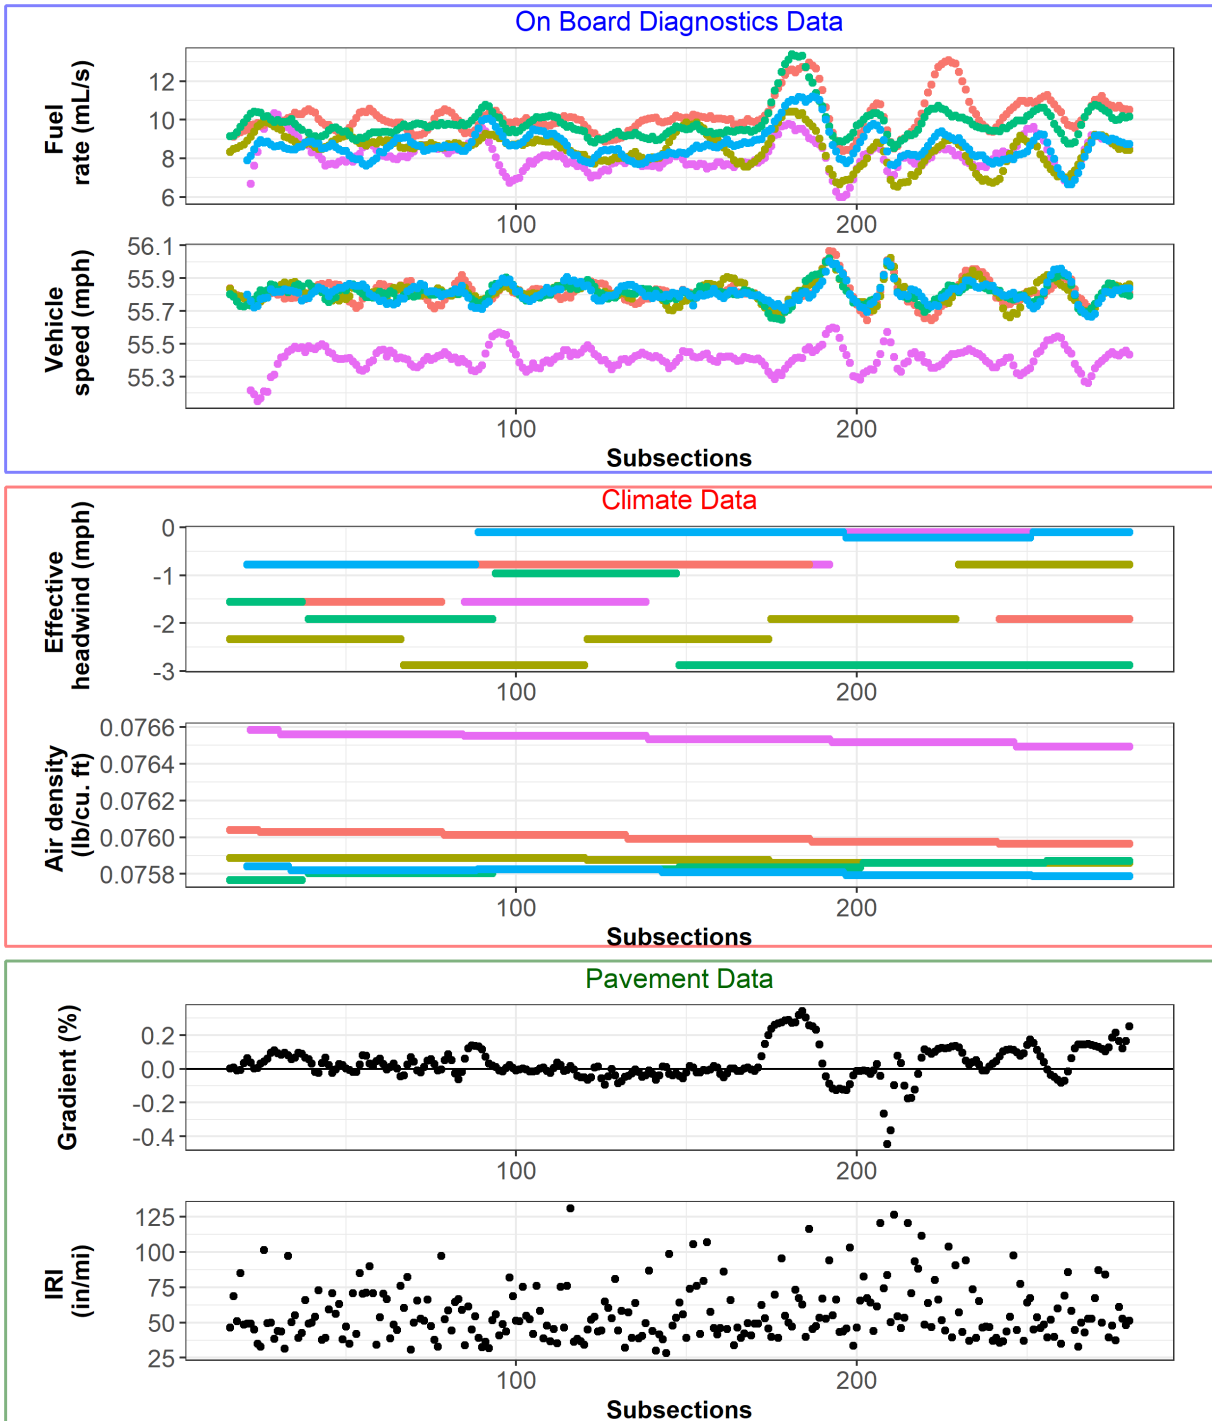 On Board Diagnostics Data
Fuel
rate (mL/s)
12
10
8
6
100
200
Vehicle
speed (mph)
56.1
55.9
55.7
55.5
55.3
100
200
Subsections
Climate Data
Effective
headwind (mph)
0
-1
-2
-3
100
200
Air density
(lb/cu. ft)
0.0766
0.0764
0.0762
0.0760
0.0758
100
200
Subsections
Pavement Data
Gradient (%)
0.2
0.0
-0.2
-0.4
100
200
IRI
(in/mi)
125
100
75
50
25
100
200
Subsections